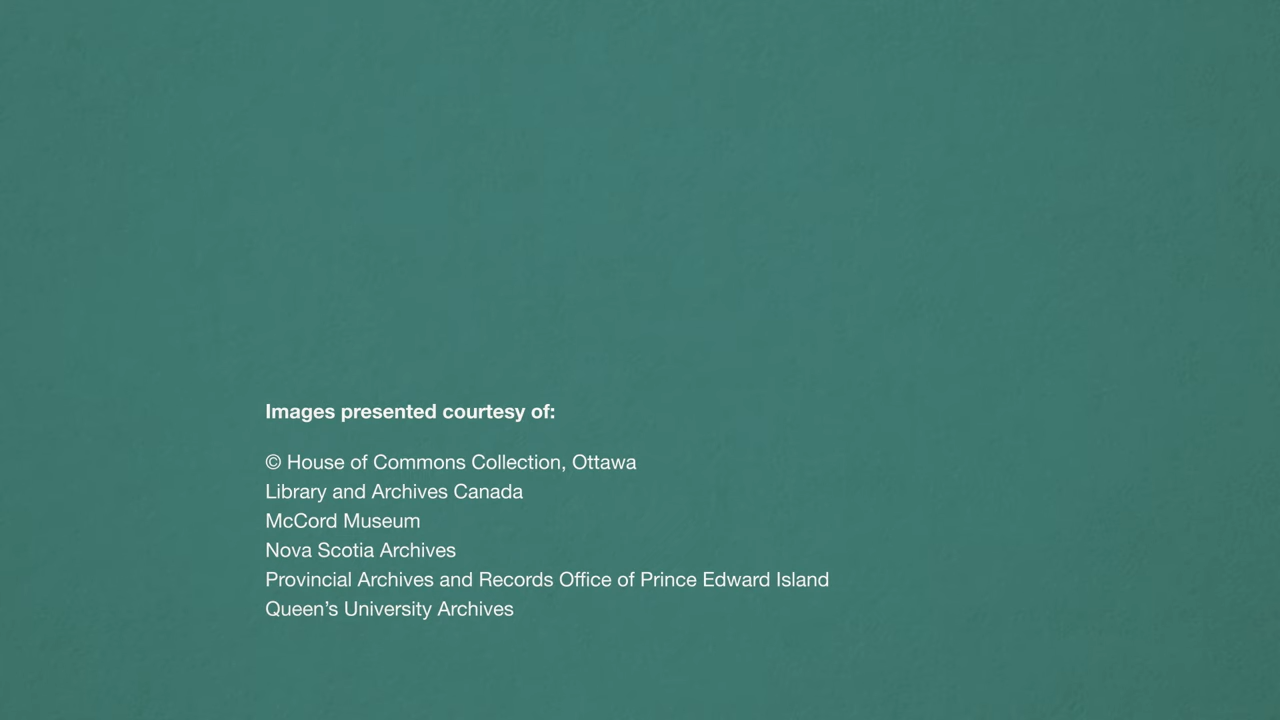 Images presented courtesy of:
© House of Commons Collection, Ottawa
Library and Archives Canada
McCord Museum
Nova Scotia Archives
Provincial Archives and Records Office of Prince Edward Island
Queen’s University Archives